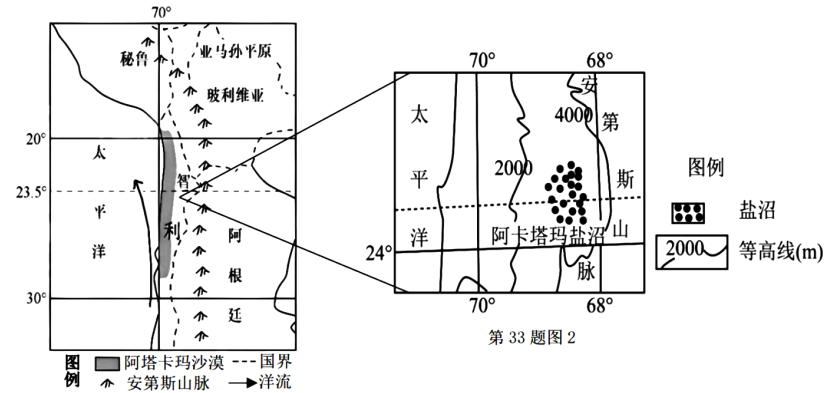 70°
秘鲁
亚马孙平原
玻利维亚
20°
太
平
洋
智
利
23.5°
阿
根
廷
30°
图例
阿塔卡玛沙漠
国界
安第斯山脉
洋流
70°
68°
太
平
洋
安
第
斯
山
脉
4000
2000
阿卡塔玛盐沼
24°
70°
68°
图例
盐沼
2000
等高线(m)
第33题图2